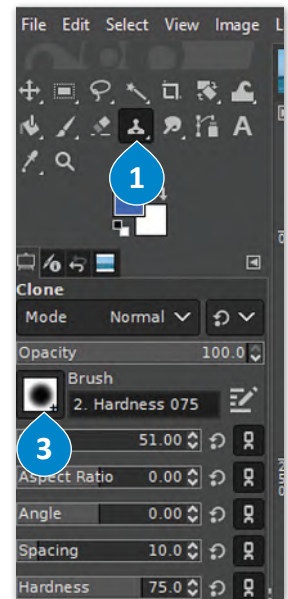 File Edit Select View Image L
A
1
Clone
Mode Normal
Opacity 100.0
Brush
2. Hardness 075
3
51.00
Aspect Ratio 0.00
Angle 0.00
Spacing 10.0
Hardness 75.0